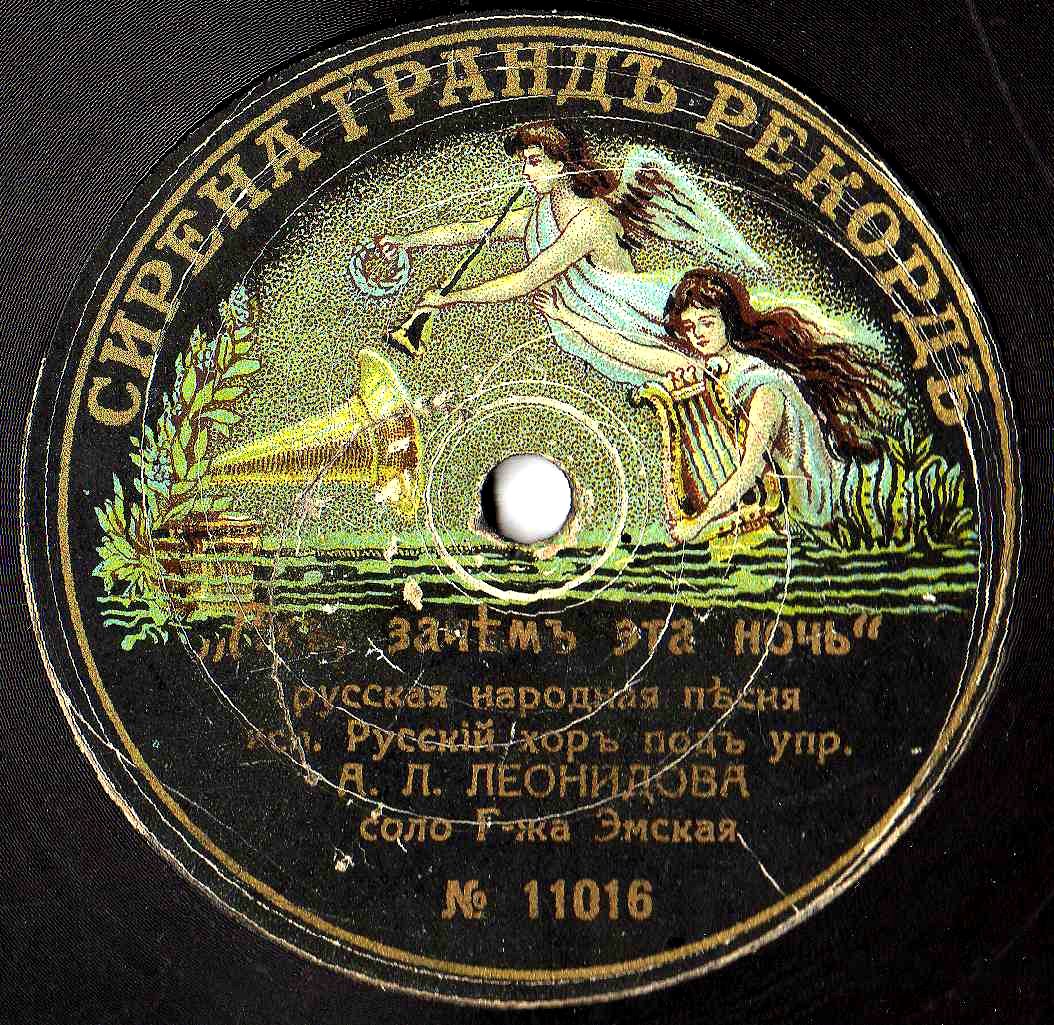 СИРЕНА ГРАНДЪ РЕКОРДЪ
зачѣмъ эта ночь“
русская народная пѣсня
исп. Русскій хоръ подъ упр.
А. Л. ЛЕОНИДОВА
соло Г-жа Эмская
№ 11016